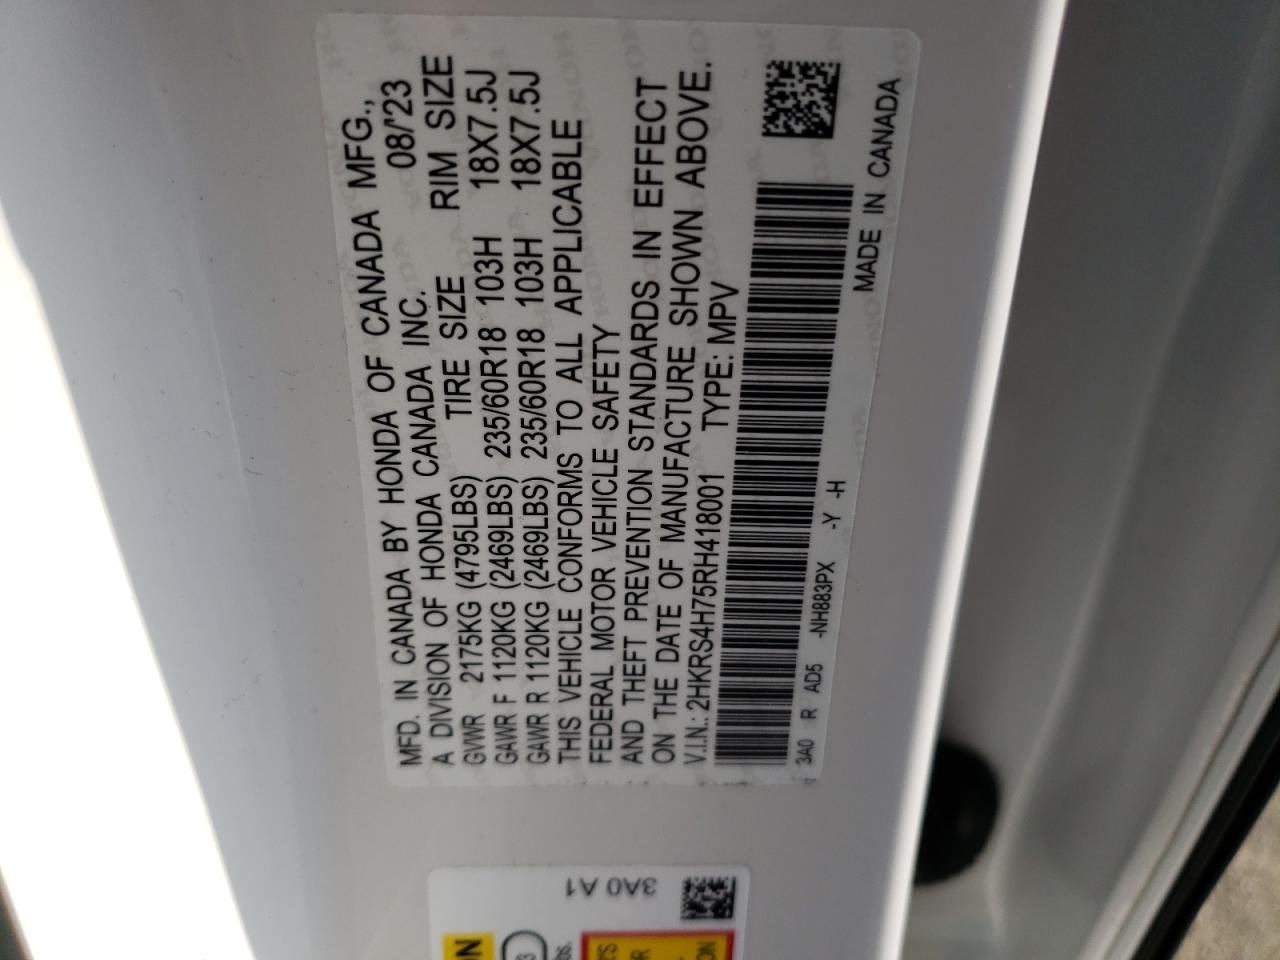 MFD. IN CANADA BY HONDA OF CANADA MFG.,
A DIVISION OF HONDA CANADA INC. 08/'23
GVWR 2175KG (4795LBS) TIRE SIZE RIM SIZE
GAWR F 1120KG (2469LBS) 235/60R18 103H 18X7.5J
GAWR R 1120KG (2469LBS) 235/60R18 103H 18X7.5J
THIS VEHICLE CONFORMS TO ALL APPLICABLE
FEDERAL MOTOR VEHICLE SAFETY
AND THEFT PREVENTION STANDARDS IN EFFECT
ON THE DATE OF MANUFACTURE SHOWN ABOVE.
V.I.N.: 2HKRS4H75RH418001 TYPE: MPV
3A0 R AD5 -NH883PX -Y -H
MADE IN CANADA
3A0 A1